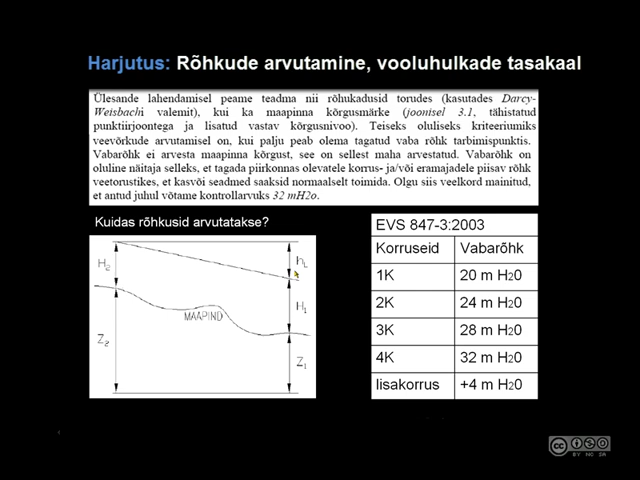 Harjutus: Rõhkude arvutamine, vooluhulkade tasakaal
Ülesande lahendamisel peame teadma nii rõhukadusid torudes (kasutades Darcy-
Weisbachi valemit), kui ka maapinna kõrgusmärke (joonisel 3.1, tähistatud
punktiirjoontega ja lisatud vastav kõrgusnivoo). Teiseks oluliseks kriteeriumiks
veevõrkude arvutamisel on, kui palju peab olema tagatud vaba rõhk tarbimispunktis.
Vabarõhk ei arvesta maapinna kõrgust, see on sellest maha arvestatud. Vabarõhk on
oluline näitaja selleks, et tagada piirkonnas olevatele korrus- ja/või eramajadele piisav rõhk
veetorustikes, et kasvõi seadmed saaksid normaalselt toimida. Olgu siis veelkord mainitud,
et antud juhul võtame kontrollarvuks 32 mH2o.
Kuidas rõhkusid arvutatakse?
H2
hL
H1
MAAPIND
Z2
Z1
EVS 847-3:2003
Korruseid Vabarõhk
1K 20 m H20
2K 24 m H20
3K 28 m H20
4K 32 m H20
lisakorrus +4 m H20
cc
BY NC SA